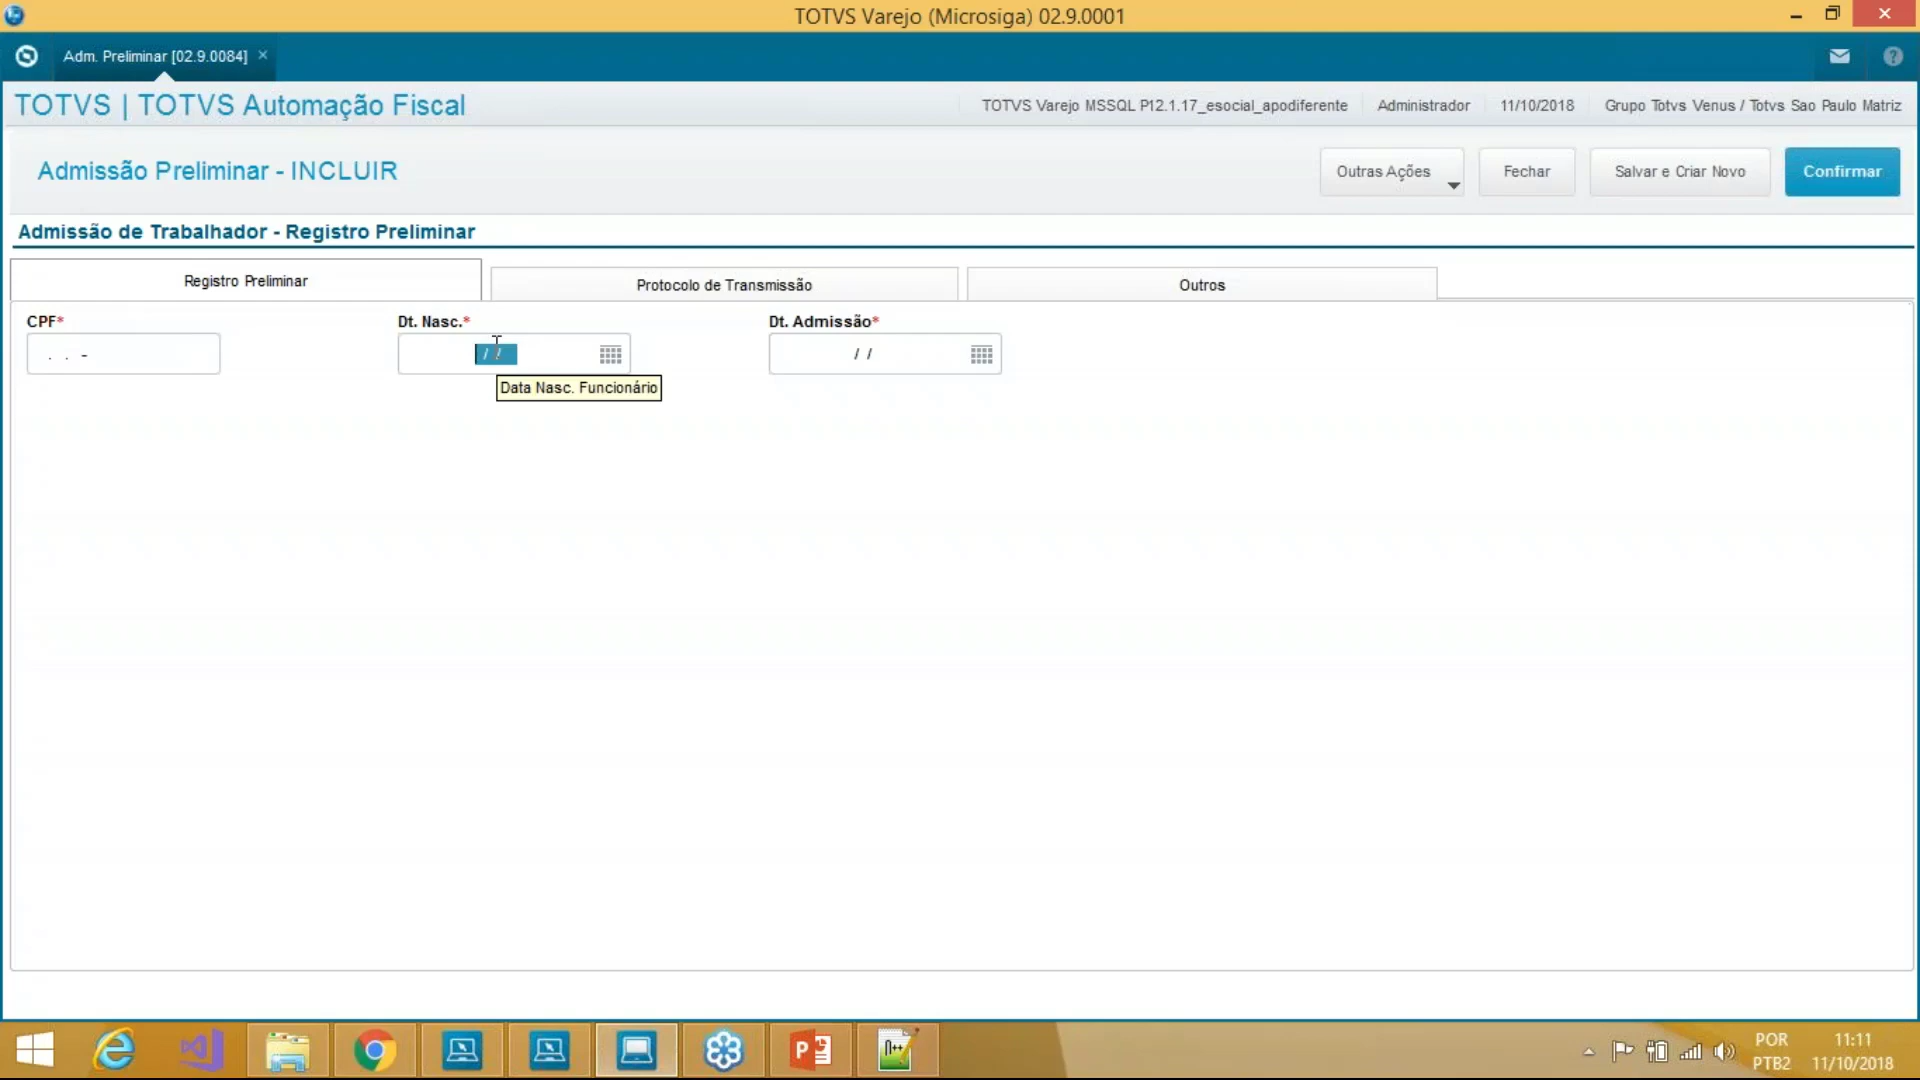 TOTVS Varejo (Microsiga) 02.9.0001
Adm. Preliminar [02.9.0084]
TOTVS | TOTVS Automação Fiscal
TOTVS Varejo MSSQL P12.1.17_esocial_apodiferente
Administrador
11/10/2018
Grupo Totvs Venus / Totvs Sao Paulo Matriz
Admissão Preliminar - INCLUIR
Outras Ações
Fechar
Salvar e Criar Novo
Confirmar
Admissão de Trabalhador - Registro Preliminar
Registro Preliminar
Protocolo de Transmissão
Outros
CPF*
Dt. Nasc.*
Dt. Admissão*
. . -
/ /
/ /
Data Nasc. Funcionário
POR
11:11
PTB2
11/10/2018